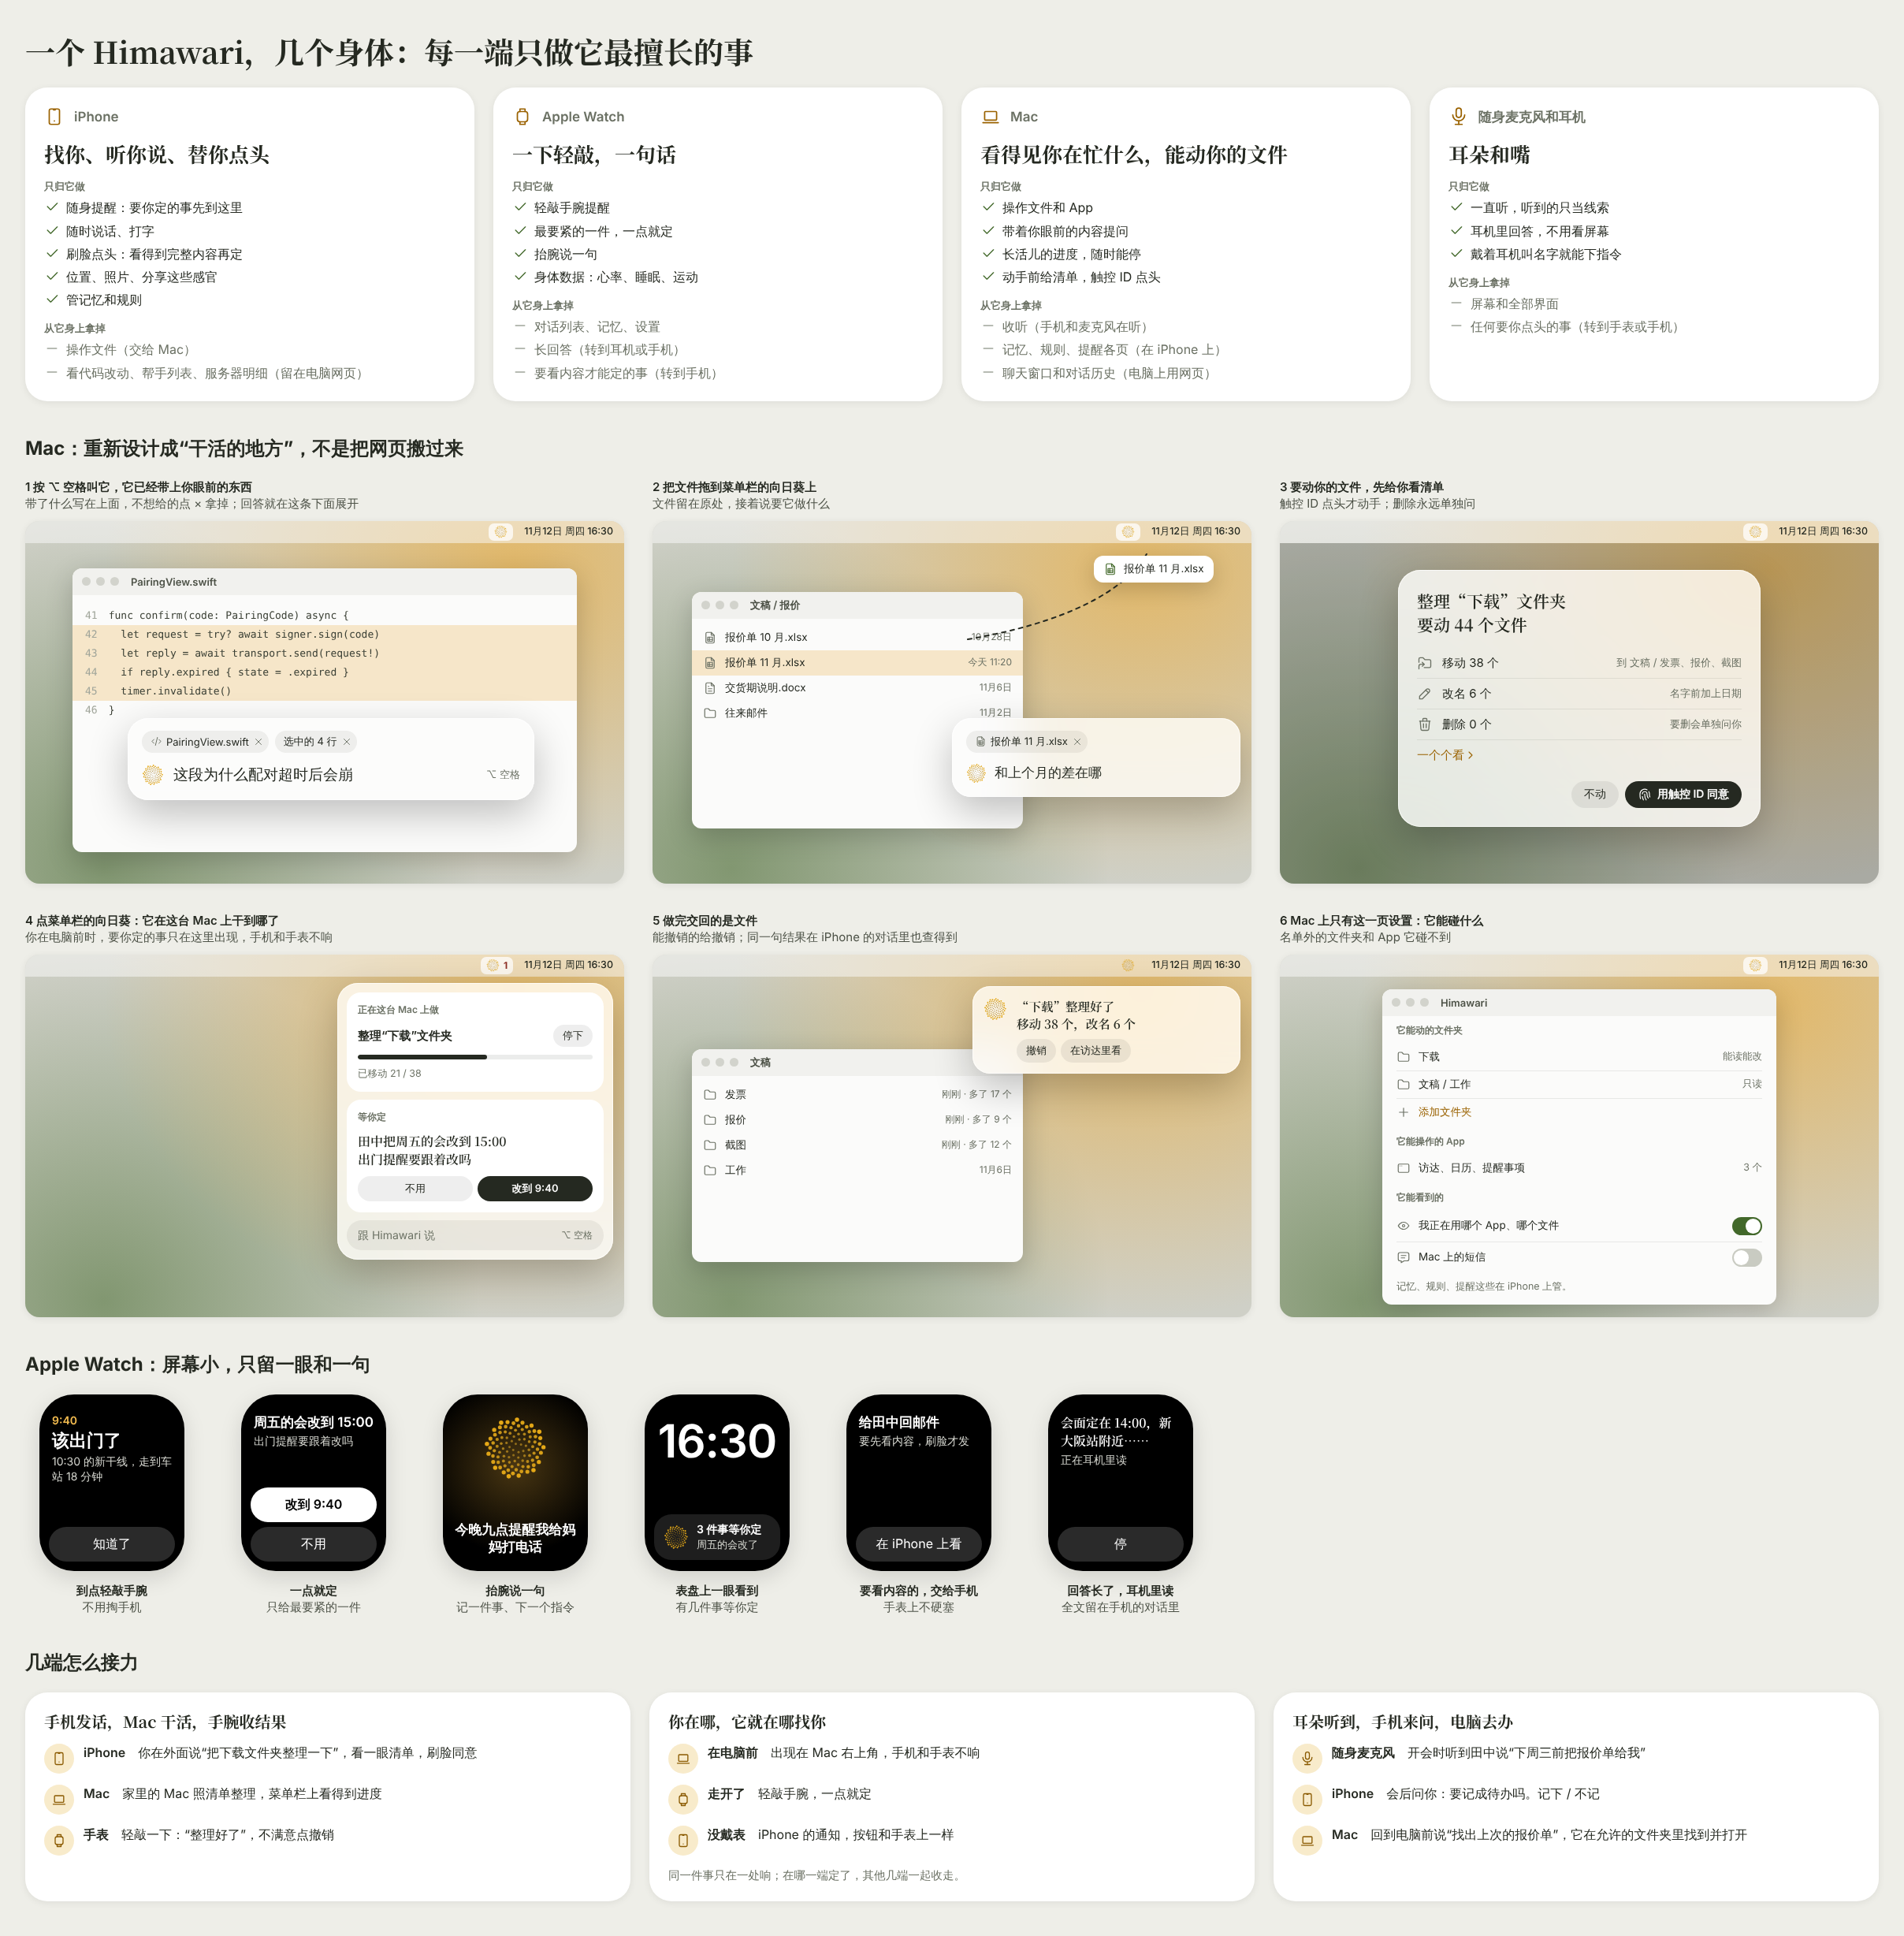 一个 Himawari，几个身体：每一端只做它最擅长的事
iPhone
找你、听你说、替你点头
只归它做
随身提醒：要你定的事先到这里
随时说话、打字
刷脸点头：看得到完整内容再定
位置、照片、分享这些感官
管记忆和规则
从它身上拿掉
操作文件（交给 Mac）
看代码改动、帮手列表、服务器明细（留在电脑网页）
Apple Watch
一下轻敲，一句话
只归它做
轻敲手腕提醒
最要紧的一件，一点就定
抬腕说一句
身体数据：心率、睡眠、运动
从它身上拿掉
对话列表、记忆、设置
长回答（转到耳机或手机）
要看内容才能定的事（转到手机）
Mac
看得见你在忙什么，能动你的文件
只归它做
操作文件和 App
带着你眼前的内容提问
长活儿的进度，随时能停
动手前给清单，触控 ID 点头
从它身上拿掉
收听（手机和麦克风在听）
记忆、规则、提醒各页（在 iPhone 上）
聊天窗口和对话历史（电脑上用网页）
随身麦克风和耳机
耳朵和嘴
只归它做
一直听，听到的只当线索
耳机里回答，不用看屏幕
戴着耳机叫名字就能下指令
从它身上拿掉
屏幕和全部界面
任何要你点头的事（转到手表或手机）
Mac：重新设计成“干活的地方”，不是把网页搬过来
1 按 ⌥ 空格叫它，它已经带上你眼前的东西
带了什么写在上面，不想给的点 × 拿掉；回答就在这条下面展开
11月12日 周四 16:30
PairingView.swift
41 func confirm(code: PairingCode) async {
42 let request = try? await signer.sign(code)
43 let reply = await transport.send(request!)
44 if reply.expired { state = .expired }
45 timer.invalidate()
46 }
PairingView.swift × 选中的 4 行 ×
这段为什么配对超时后会崩 ⌥ 空格
2 把文件拖到菜单栏的向日葵上
文件留在原处，接着说要它做什么
11月12日 周四 16:30
报价单 11 月.xlsx
文稿 / 报价
报价单 10 月.xlsx 10月28日
报价单 11 月.xlsx 今天 11:20
交货期说明.docx 11月6日
往来邮件 11月2日
报价单 11 月.xlsx ×
和上个月的差在哪
3 要动你的文件，先给你看清单
触控 ID 点头才动手；删除永远单独问
11月12日 周四 16:30
整理“下载”文件夹
要动 44 个文件
移动 38 个 到 文稿 / 发票、报价、截图
改名 6 个 名字前加上日期
删除 0 个 要删会单独问你
一个个看
不动 用触控 ID 同意
4 点菜单栏的向日葵：它在这台 Mac 上干到哪了
你在电脑前时，要你定的事只在这里出现，手机和手表不响
1 11月12日 周四 16:30
正在这台 Mac 上做
整理“下载”文件夹 停下
已移动 21 / 38
等你定
田中把周五的会改到 15:00
出门提醒要跟着改吗
不用 改到 9:40
跟 Himawari 说 ⌥ 空格
5 做完交回的是文件
能撤销的给撤销；同一句结果在 iPhone 的对话里也查得到
11月12日 周四 16:30
“下载”整理好了
移动 38 个，改名 6 个
撤销 在访达里看
文稿
发票 刚刚 · 多了 17 个
报价 刚刚 · 多了 9 个
截图 刚刚 · 多了 12 个
工作 11月6日
6 Mac 上只有这一页设置：它能碰什么
名单外的文件夹和 App 它碰不到
11月12日 周四 16:30
Himawari
它能动的文件夹
下载 能读能改
文稿 / 工作 只读
添加文件夹
它能操作的 App
访达、日历、提醒事项 3 个
它能看到的
我正在用哪个 App、哪个文件
Mac 上的短信
记忆、规则、提醒这些在 iPhone 上管。
Apple Watch：屏幕小，只留一眼和一句
9:40
该出门了
10:30 的新干线，走到车
站 18 分钟
知道了
到点轻敲手腕
不用掏手机
周五的会改到 15:00
出门提醒要跟着改吗
改到 9:40
不用
一点就定
只给最要紧的一件
今晚九点提醒我给妈
妈打电话
抬腕说一句
记一件事、下一个指令
16:30
3 件事等你定
周五的会改了
表盘上一眼看到
有几件事等你定
给田中回邮件
要先看内容，刷脸才发
在 iPhone 上看
要看内容的，交给手机
手表上不硬塞
会面定在 14:00，新
大阪站附近……
正在耳机里读
停
回答长了，耳机里读
全文留在手机的对话里
几端怎么接力
手机发话，Mac 干活，手腕收结果
iPhone 你在外面说“把下载文件夹整理一下”，看一眼清单，刷脸同意
Mac 家里的 Mac 照清单整理，菜单栏上看得到进度
手表 轻敲一下：“整理好了”，不满意点撤销
你在哪，它就在哪找你
在电脑前 出现在 Mac 右上角，手机和手表不响
走开了 轻敲手腕，一点就定
没戴表 iPhone 的通知，按钮和手表上一样
同一件事只在一处响；在哪一端定了，其他几端一起收走。
耳朵听到，手机来问，电脑去办
随身麦克风 开会时听到田中说“下周三前把报价单给我”
iPhone 会后问你：要记成待办吗。记下 / 不记
Mac 回到电脑前说“找出上次的报价单”，它在允许的文件夹里找到并打开